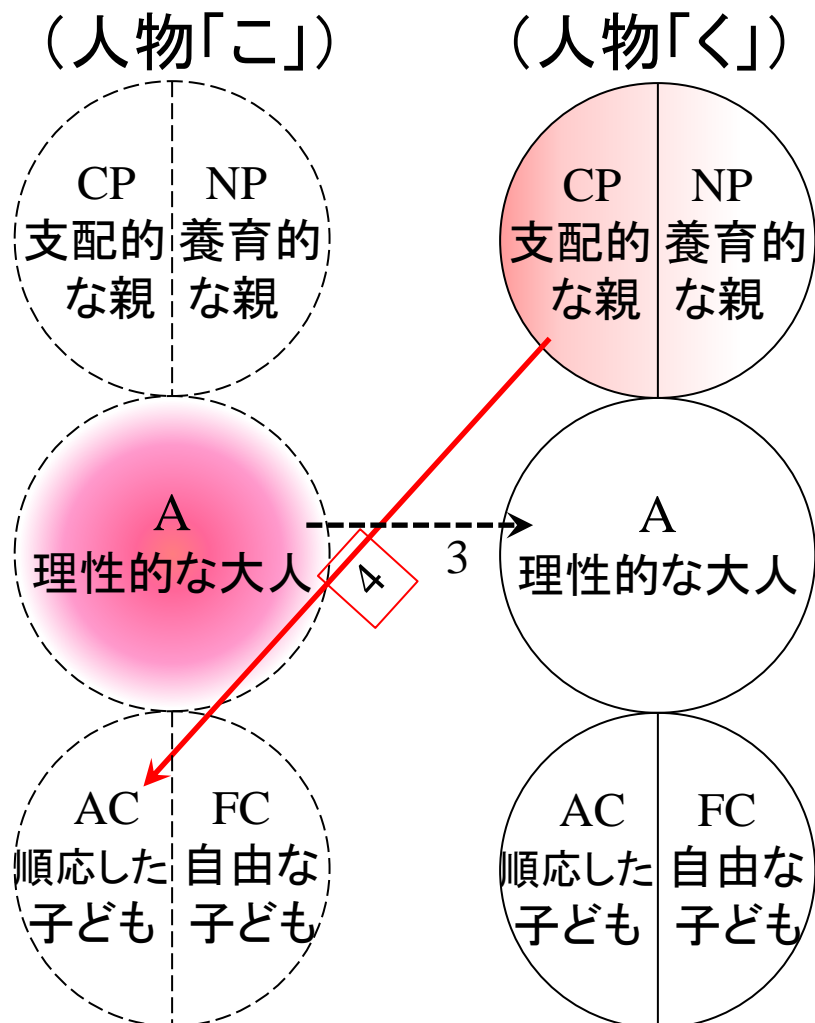 (人物「こ」)
(人物「く」)
CP
支配的
な親
NP
養育的
な親
CP
支配的
な親
NP
養育的
な親
A
理性的な大人
4
3
A
理性的な大人
AC
順応した
子ども
FC
自由な
子ども
AC
順応した
子ども
FC
自由な
子ども